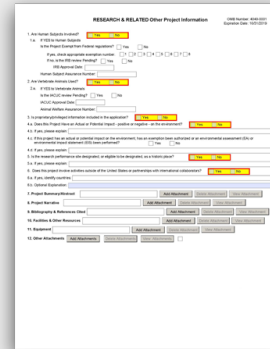 RESEARCH & RELATED Other Project Information
OMB Number: 4040-0001
Expiration Date: 10/31/2019
1. Are Human Subjects Involved? Yes No
1.a. If YES to Human Subjects
Is the Project Exempt from Federal regulations? Yes No
If yes, check appropriate exemption number. 1 2 3 4 5 6 7 8
If no, is the IRB review Pending? Yes No
IRB Approval Date:
Human Subject Assurance Number:
2. Are Vertebrate Animals Used? Yes No
2.a. If YES to Vertebrate Animals
Is the IACUC review Pending? Yes No
IACUC Approval Date:
Animal Welfare Assurance Number:
3. Is proprietary/privileged information included in the application? Yes No
4.a. Does this Project Have an Actual or Potential Impact - positive or negative - on the environment? Yes No
4.b. If yes, please explain:
4.c. If this project has an actual or potential impact on the environment, has an exemption been authorized or an environmental assessment (EA) or
environmental impact statement (EIS) been performed? Yes No
4.d. If yes, please explain:
5. Is the research performance site designated, or eligible to be designated, as a historic place? Yes No
5.a. If yes, please explain:
6. Does this project involve activities outside of the United States or partnerships with international collaborators? Yes No
6.a. If yes, identify countries:
6.b. Optional Explanation:
7. Project Summary/Abstract Add Attachment Delete Attachment View Attachment
8. Project Narrative Add Attachment Delete Attachment View Attachment
9. Bibliography & References Cited Add Attachment Delete Attachment View Attachment
10. Facilities & Other Resources Add Attachment Delete Attachment View Attachment
11. Equipment Add Attachment Delete Attachment View Attachment
12. Other Attachments Add Attachments Delete Attachments View Attachments